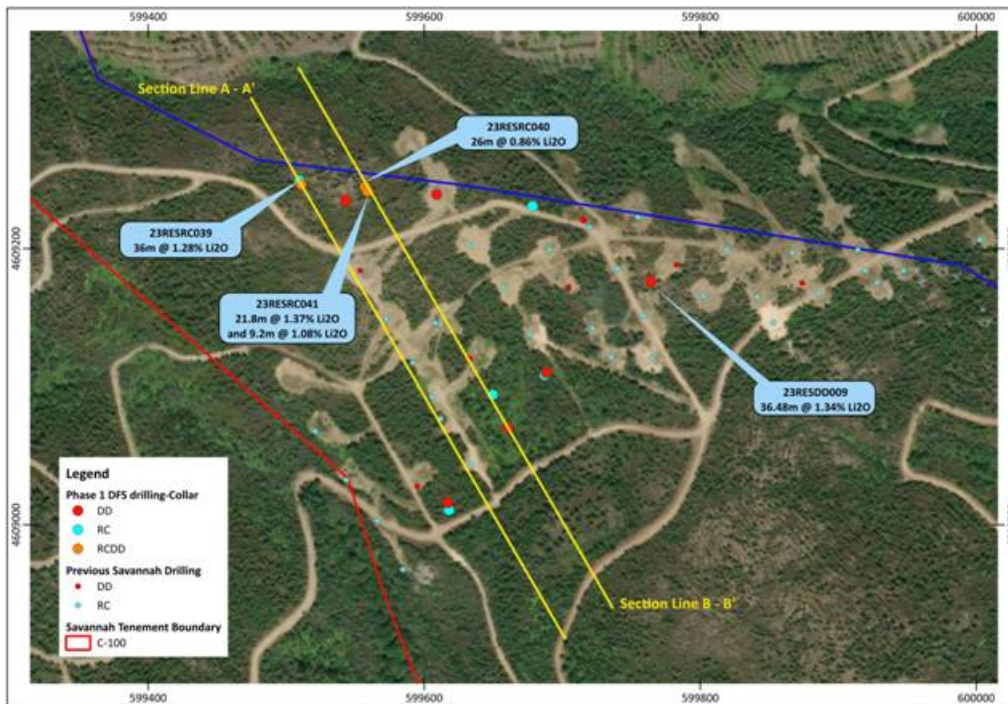 599400
599600
599800
600000
Section Line A - A'
23RESRC040
26m @ 0.86% Li2O
23RESRC039
36m @ 1.28% Li2O
4609200
4609200
23RESRC041
21.8m @ 1.37% Li2O
and 9.2m @ 1.08% Li2O
23RESDD009
36.48m @ 1.34% Li2O
Legend
Phase 1 DFS drilling-Collar
DD
RC
RCDD
Previous Savannah Drilling
DD
RC
Savannah Tenement Boundary
C-100
4609000
4609000
Section Line B - B'
599400
599600
599800
600000